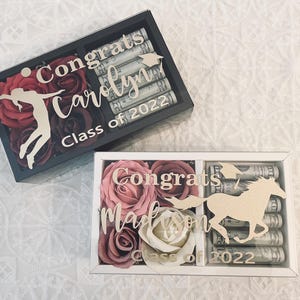 Congrats
Carolyn
Class of 2022
Congrats
Madison
Class of 2022